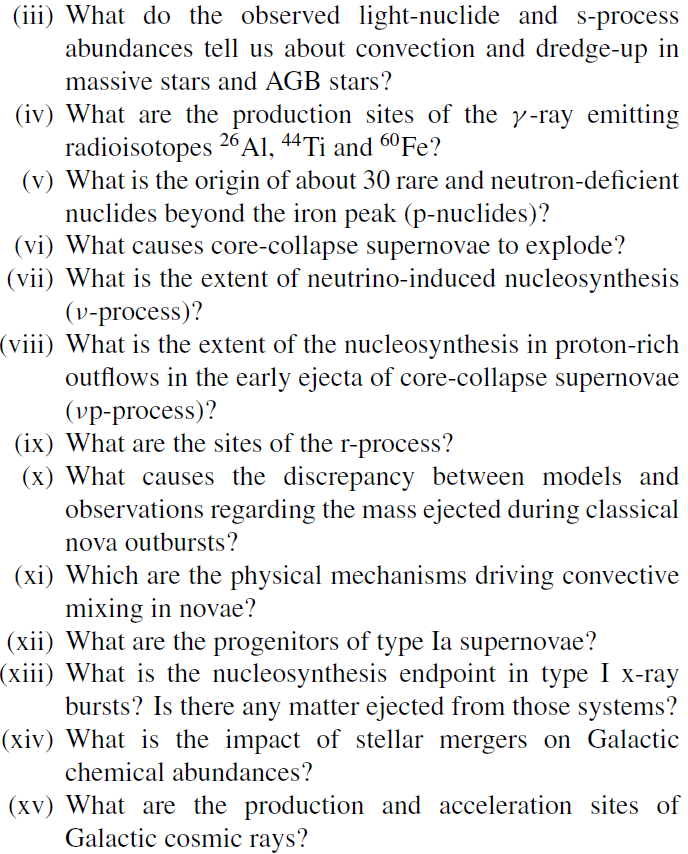 (iii) What do the observed light-nuclide and s-process
abundances tell us about convection and dredge-up in
massive stars and AGB stars?
(iv) What are the production sites of the γ-ray emitting
radioisotopes ²⁶Al, ⁴⁴Ti and ⁶⁰Fe?
(v) What is the origin of about 30 rare and neutron-deficient
nuclides beyond the iron peak (p-nuclides)?
(vi) What causes core-collapse supernovae to explode?
(vii) What is the extent of neutrino-induced nucleosynthesis
(ν-process)?
(viii) What is the extent of the nucleosynthesis in proton-rich
outflows in the early ejecta of core-collapse supernovae
(νp-process)?
(ix) What are the sites of the r-process?
(x) What causes the discrepancy between models and
observations regarding the mass ejected during classical
nova outbursts?
(xi) Which are the physical mechanisms driving convective
mixing in novae?
(xii) What are the progenitors of type Ia supernovae?
(xiii) What is the nucleosynthesis endpoint in type I x-ray
bursts? Is there any matter ejected from those systems?
(xiv) What is the impact of stellar mergers on Galactic
chemical abundances?
(xv) What are the production and acceleration sites of
Galactic cosmic rays?